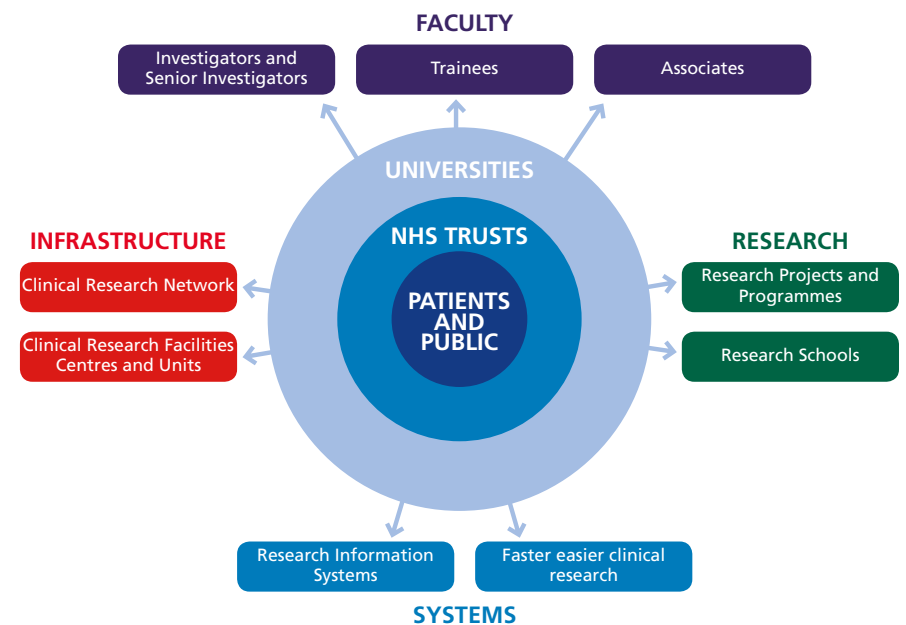 FACULTY
Investigators and
Senior Investigators
Trainees
Associates
UNIVERSITIES
NHS TRUSTS
PATIENTS
AND
PUBLIC
INFRASTRUCTURE
Clinical Research Network
Clinical Research Facilities
Centres and Units
RESEARCH
Research Projects and
Programmes
Research Schools
Research Information
Systems
Faster easier clinical
research
SYSTEMS